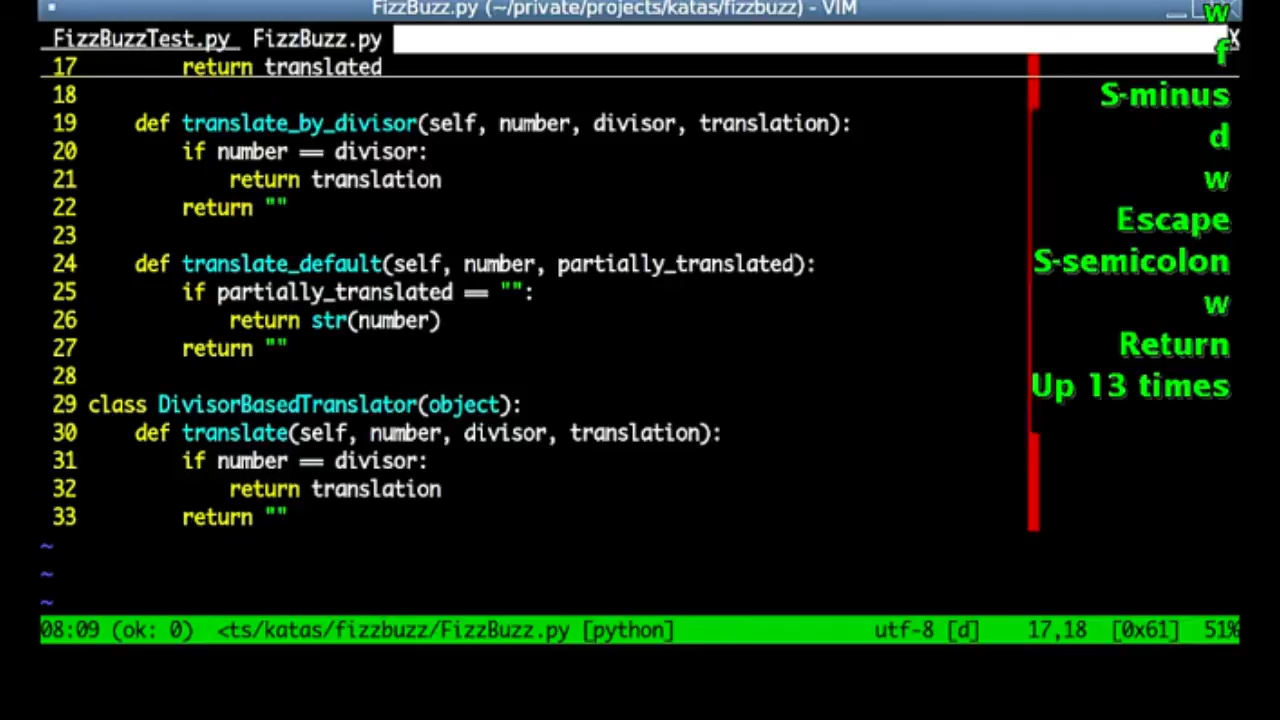 FizzBuzz.py (~/private/projects/katas/fizzbuzz) - VIM
FizzBuzzTest.py FizzBuzz.py X
17 return translated
18
19 def translate_by_divisor(self, number, divisor, translation):
20 if number == divisor:
21 return translation
22 return ""
23
24 def translate_default(self, number, partially_translated):
25 if partially_translated == "":
26 return str(number)
27 return ""
28
29 class DivisorBasedTranslator(object):
30 def translate(self, number, divisor, translation):
31 if number == divisor:
32 return translation
33 return ""
~
~
~
08:09 (ok: 0) <ts/katas/fizzbuzz/FizzBuzz.py [python] utf-8 [d] 17,18 [0x61] 51%
w
f
S-minus
d
w
Escape
S-semicolon
w
Return
Up 13 times